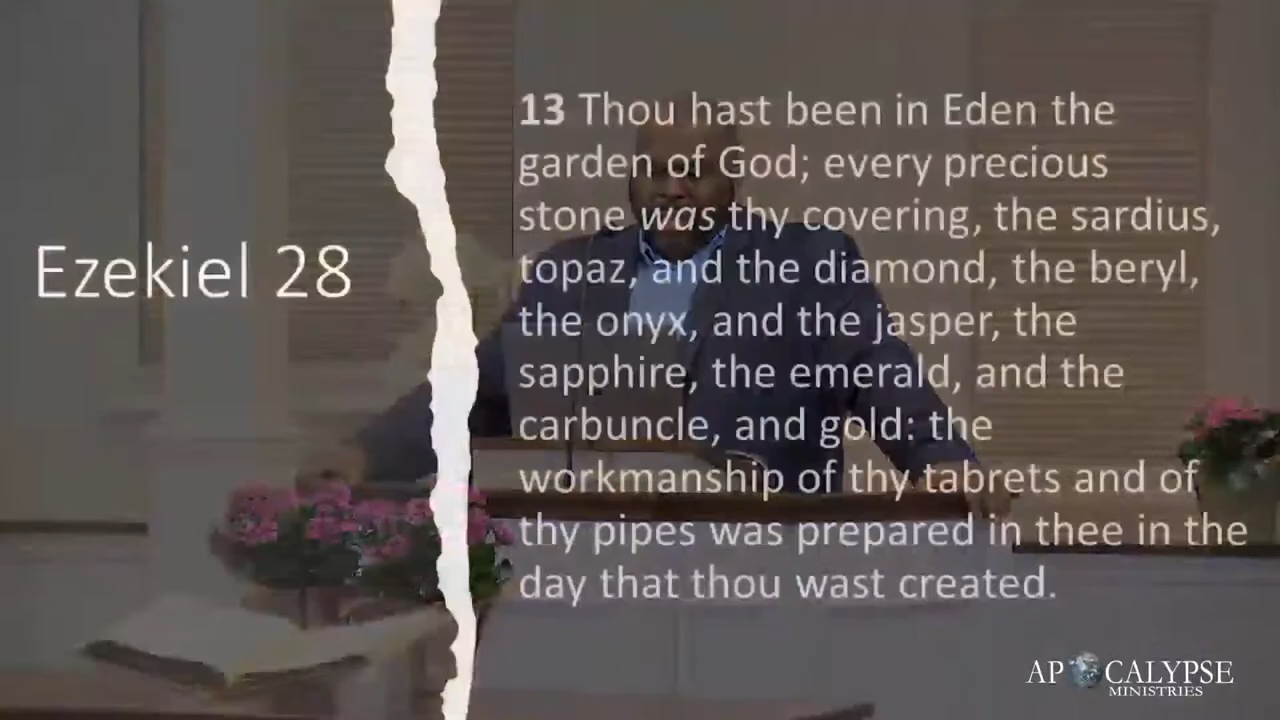 Ezekiel 28
13 Thou hast been in Eden the
garden of God; every precious
stone was thy covering, the sardius,
topaz, and the diamond, the beryl,
the onyx, and the jasper, the
sapphire, the emerald, and the
carbuncle, and gold: the
workmanship of thy tabrets and of
thy pipes was prepared in thee in the
day that thou wast created.
APOCALYPSE
MINISTRIES